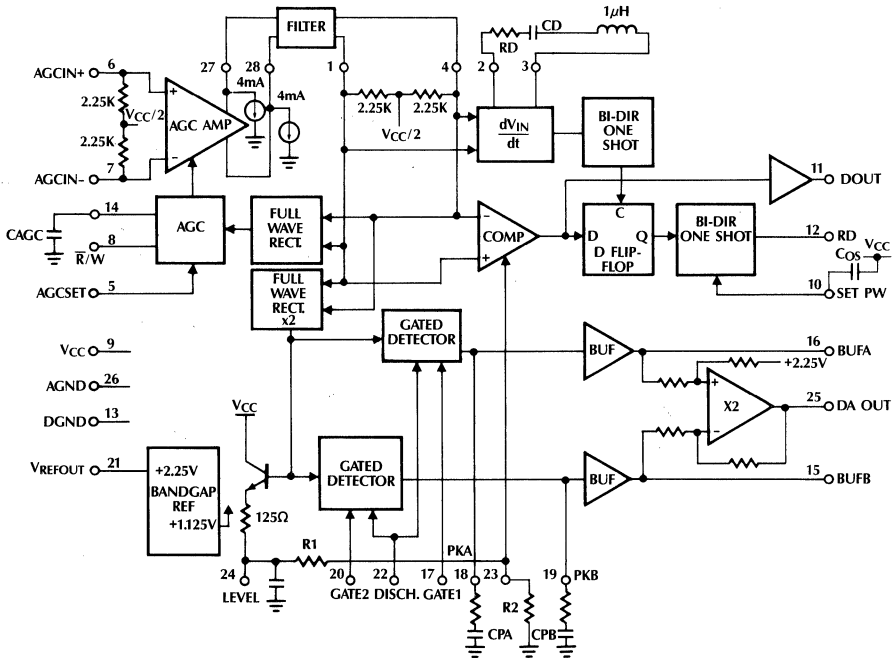 1μH
CD
RD
FILTER
6
27
28
1
4
2
3
AGCIN+
4mA
4mA
2.25K
VCC/2
2.25K
AGC AMP
+
−
2.25K
2.25K
VCC/2
dVIN
dt
BI-DIR
ONE
SHOT
7
AGCIN−
11
DOUT
14
CAGC
8
R̅/W
AGC
FULL
WAVE
RECT.
−
COMP
+
C
D
Q
D FLIP-
FLOP
BI-DIR
ONE SHOT
12
RD
VCC
COS
10
SET PW
5
AGCSET
FULL
WAVE
RECT.
x2
GATED
DETECTOR
BUF
16
BUFA
+2.25V
VCC
9
AGND
26
DGND
13
+
X2
−
25
DA OUT
VCC
VREFOUT
21
+2.25V
BANDGAP
REF
+1.125V
GATED
DETECTOR
BUF
15
BUFB
125Ω
R1
PKA
24
LEVEL
20
GATE2
22
DISCH.
17
GATE1
18
23
19
PKB
R2
CPA
CPB